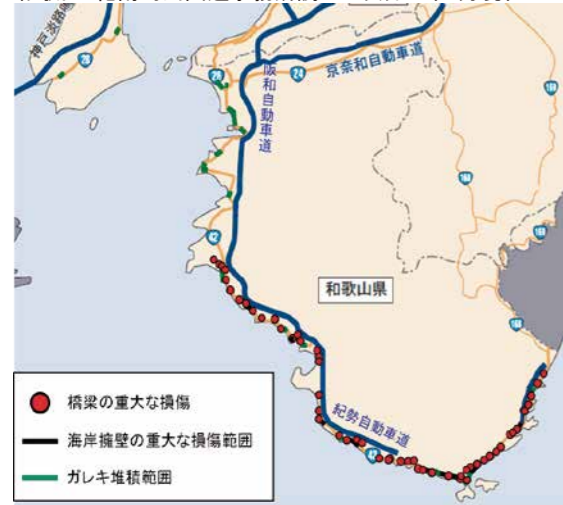 神戸淡路鳴
28
26
阪和自動車道
24
京奈和自動車道
168
168
42
和歌山県
168
紀勢自動車道
42
橋梁の重大な損傷
海岸擁壁の重大な損傷範囲
ガレキ堆積範囲